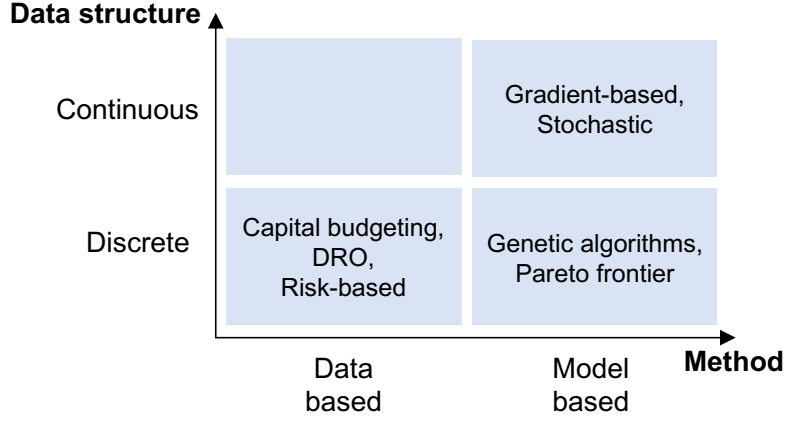 Data structure
Continuous
Gradient-based,
Stochastic
Discrete
Capital budgeting,
DRO,
Risk-based
Genetic algorithms,
Pareto frontier
Data
based
Model
based
Method